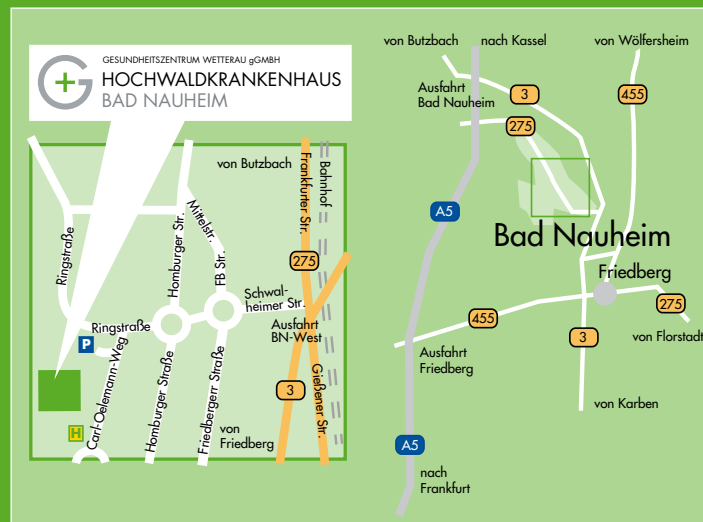 GESUNDHEITSZENTRUM WETTERAU gGMBH
HOCHWALDKRANKENHAUS
BAD NAUHEIM
von Butzbach
Frankfurter Str.
Bahnhof
Ringstraße
Homburger Str.
Mittelstr.
FB Str.
275
Schwal-
heimer Str.
Ringstraße
Ausfahrt
BN-West
P
Carl-Oelemann-Weg
Homburger Straße
Friedbergerr Straße
3
Gießener Str.
H
von
Friedberg
von Butzbach
nach Kassel
von Wölfersheim
Ausfahrt
Bad Nauheim
3
455
275
A5
Bad Nauheim
Friedberg
275
455
3
von Florstadt
Ausfahrt
Friedberg
von Karben
A5
nach
Frankfurt